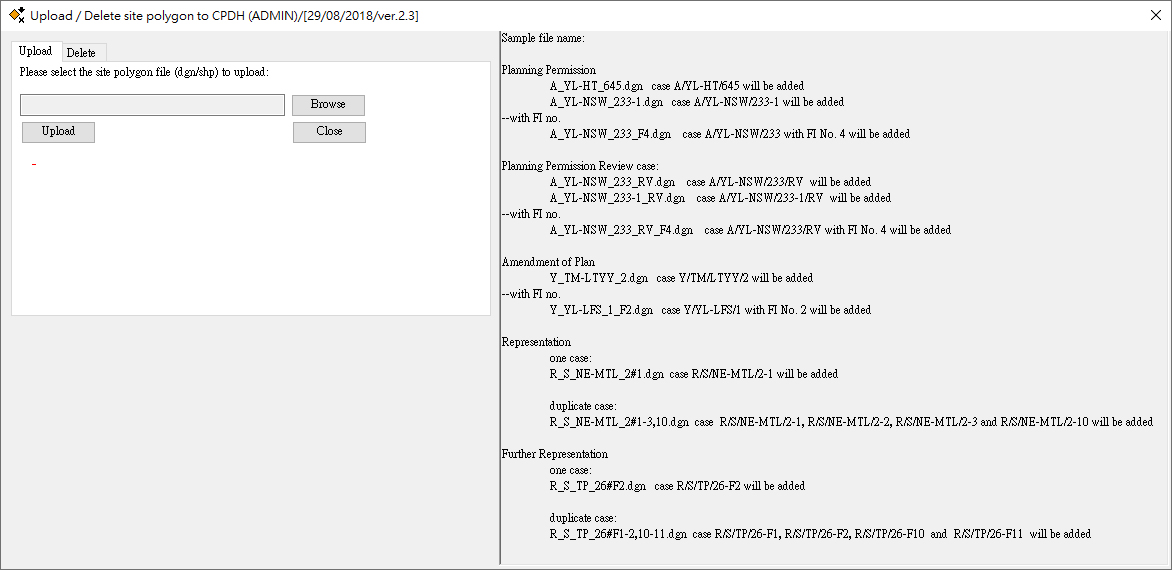 Upload / Delete site polygon to CPDH (ADMIN)/[29/08/2018/ver.2.3]
Upload
Delete
Please select the site polygon file (dgn/shp) to upload:
Browse
Upload
Close
-
Sample file name:
Planning Permission
A_YL-HT_645.dgn case A/YL-HT/645 will be added
A_YL-NSW_233-1.dgn case A/YL-NSW/233-1 will be added
--with FI no.
A_YL-NSW_233_F4.dgn case A/YL-NSW/233 with FI No. 4 will be added
Planning Permission Review case:
A_YL-NSW_233_RV.dgn case A/YL-NSW/233/RV will be added
A_YL-NSW_233-1_RV.dgn case A/YL-NSW/233-1/RV will be added
--with FI no.
A_YL-NSW_233_RV_F4.dgn case A/YL-NSW/233/RV with FI No. 4 will be added
Amendment of Plan
Y_TM-LTYY_2.dgn case Y/TM/LTYY/2 will be added
--with FI no.
Y_YL-LFS_1_F2.dgn case Y/YL-LFS/1 with FI No. 2 will be added
Representation
one case:
R_S_NE-MTL_2#1.dgn case R/S/NE-MTL/2-1 will be added
duplicate case:
R_S_NE-MTL_2#1-3,10.dgn case R/S/NE-MTL/2-1, R/S/NE-MTL/2-2, R/S/NE-MTL/2-3 and R/S/NE-MTL/2-10 will be added
Further Representation
one case:
R_S_TP_26#F2.dgn case R/S/TP/26-F2 will be added
duplicate case:
R_S_TP_26#F1-2,10-11.dgn case R/S/TP/26-F1, R/S/TP/26-F2, R/S/TP/26-F10 and R/S/TP/26-F11 will be added